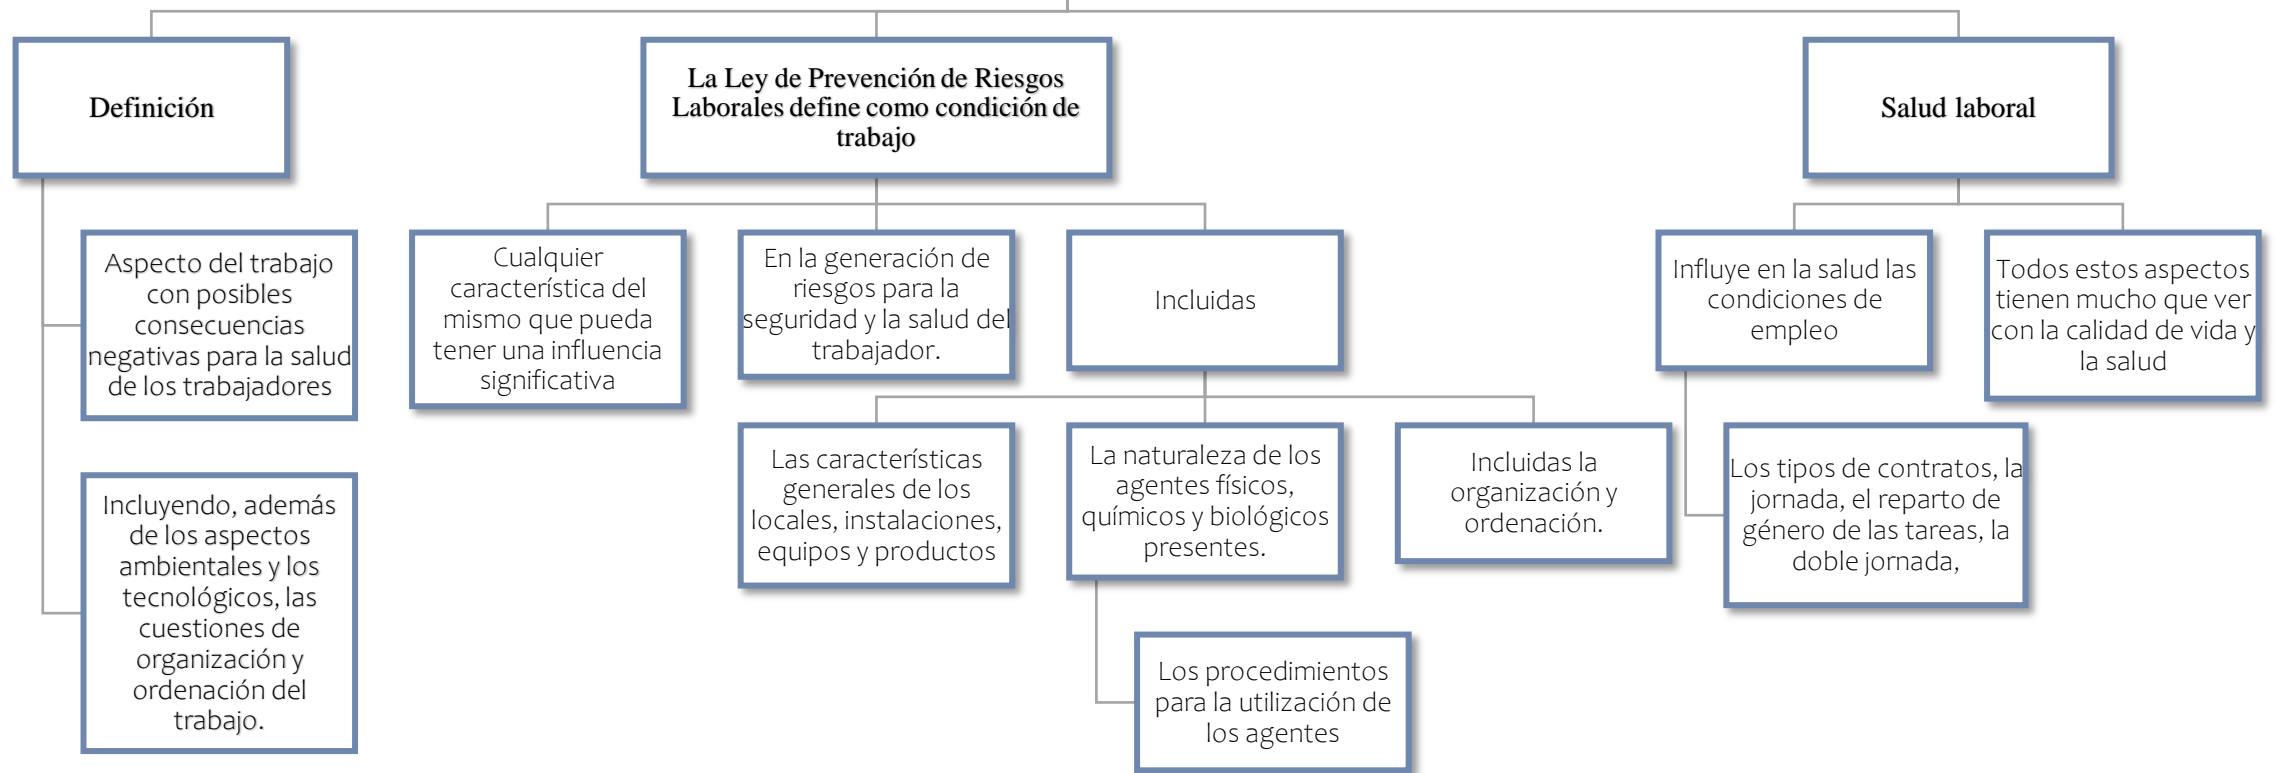 Definición
La Ley de Prevención de Riesgos
Laborales define como condición de
trabajo
Salud laboral
Aspecto del trabajo
con posibles
consecuencias
negativas para la salud
de los trabajadores
Incluyendo, además
de los aspectos
ambientales y los
tecnológicos, las
cuestiones de
organización y
ordenación del
trabajo.
Cualquier
característica del
mismo que pueda
tener una influencia
significativa
En la generación de
riesgos para la
seguridad y la salud del
trabajador.
Incluidas
Las características
generales de los
locales, instalaciones,
equipos y productos
La naturaleza de los
agentes físicos,
químicos y biológicos
presentes.
Los procedimientos
para la utilización de
los agentes
Incluidas la
organización y
ordenación.
Influye en la salud las
condiciones de
empleo
Los tipos de contratos, la
jornada, el reparto de
género de las tareas, la
doble jornada,
Todos estos aspectos
tienen mucho que ver
con la calidad de vida y
la salud